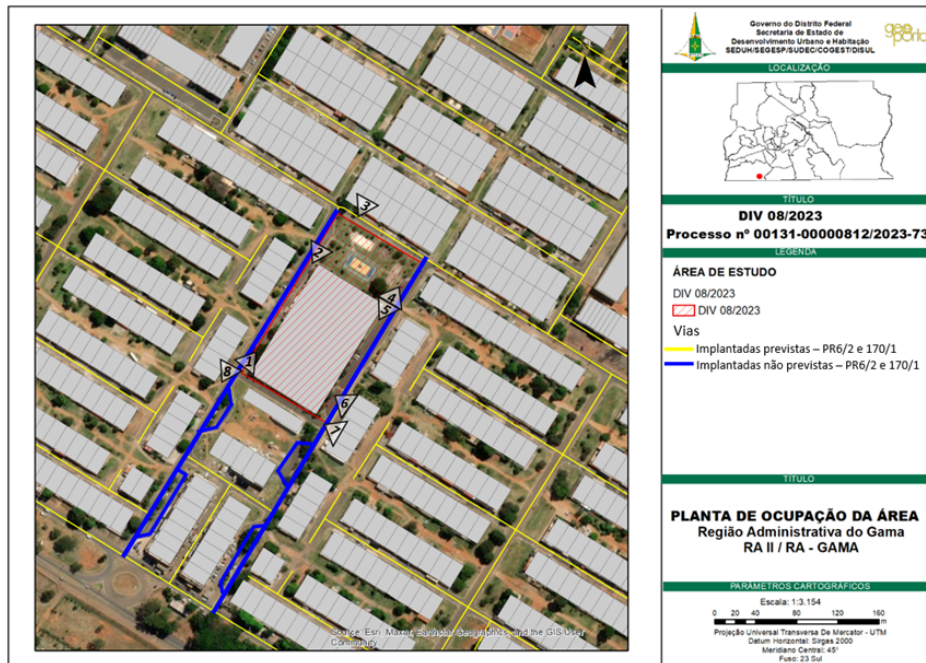 Governo do Distrito Federal
Secretaria de Estado de
Desenvolvimento Urbano e Habitação
SEDUH/SEGESP/SUDEC/COGEST/DISUL
geo
porta
LOCALIZAÇÃO
TÍTULO
DIV 08/2023
Processo nº 00131-00000812/2023-73
LEGENDA
ÁREA DE ESTUDO
DIV 08/2023
DIV 08/2023
Vias
Implantadas previstas – PR6/2 e 170/1
Implantadas não previstas – PR6/2 e 170/1
TÍTULO
PLANTA DE OCUPAÇÃO DA ÁREA
Região Administrativa do Gama
RA II / RA - GAMA
PARÂMETROS CARTOGRÁFICOS
Escala: 1:3.154
0 20 40 80 120 160
m
Projeção Universal Transversa De Mercator - UTM
Datum Horizontal: Sirgas 2000
Meridiano Central: 45°
Fuso: 23 Sul
3
2
4
5
1
8
6
7
Source: Esri, Maxar, Earthstar Geographics, and the GIS User
Community